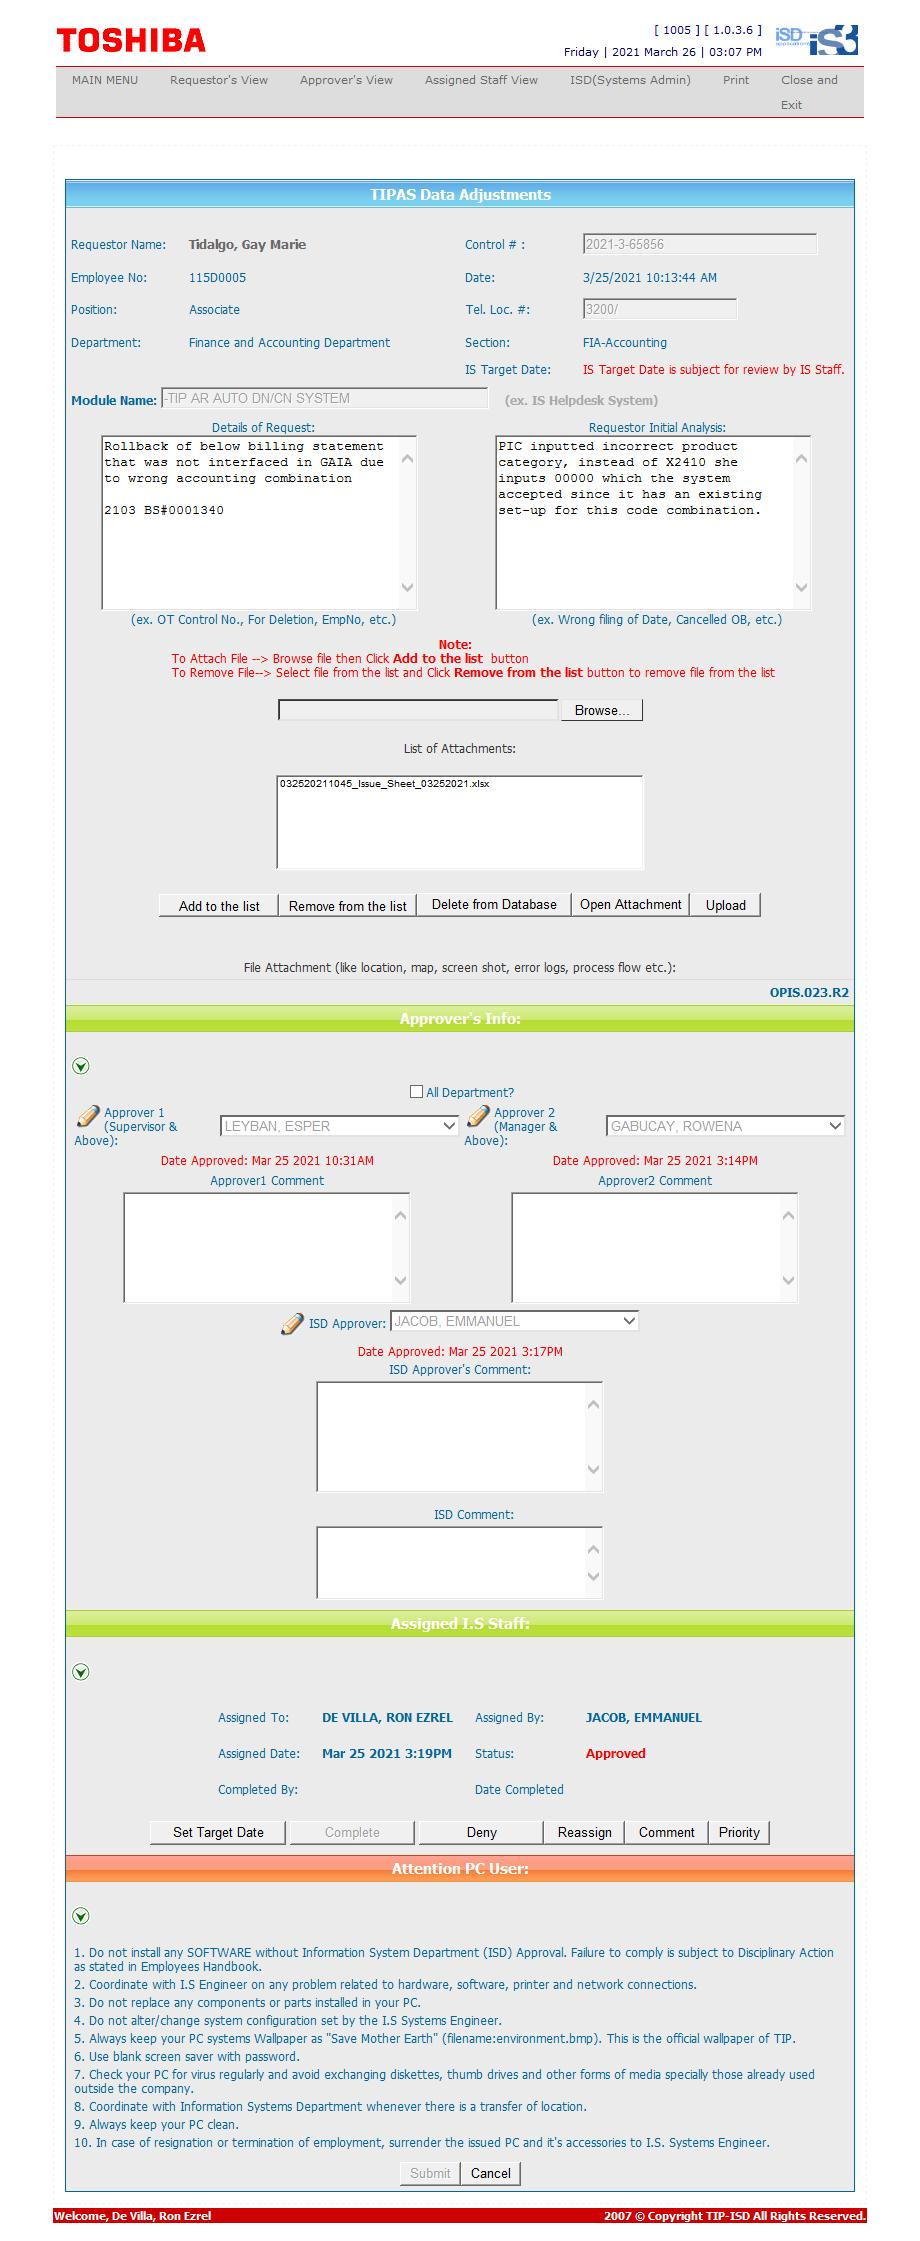 TOSHIBA
[ 1005 ] [ 1.0.3.6 ]
Friday | 2021 March 26 | 03:07 PM
MAIN MENU Requestor's View Approver's View Assigned Staff View ISD(Systems Admin) Print Close and Exit
TIPAS Data Adjustments
Requestor Name: Tidalgo, Gay Marie Control # : 2021-3-65856
Employee No: 115D0005 Date: 3/25/2021 10:13:44 AM
Position: Associate Tel. Loc. #: 3200/
Department: Finance and Accounting Department Section: FIA-Accounting
IS Target Date: IS Target Date is subject for review by IS Staff.
Module Name: -TIP AR AUTO DN/CN SYSTEM (ex. IS Helpdesk System)
Details of Request:
Rollback of below billing statement
that was not interfaced in GAIA due
to wrong accounting combination
2103 BS#0001340
(ex. OT Control No., For Deletion, EmpNo, etc.)
Requestor Initial Analysis:
PIC inputted incorrect product
category, instead of X2410 she
inputs 00000 which the system
accepted since it has an existing
set-up for this code combination.
(ex. Wrong filing of Date, Cancelled OB, etc.)
Note:
To Attach File --> Browse file then Click Add to the list button
To Remove File--> Select file from the list and Click Remove from the list button to remove file from the list
Browse...
List of Attachments:
032520211045_Issue_Sheet_03252021.xlsx
Add to the list Remove from the list Delete from Database Open Attachment Upload
File Attachment (like location, map, screen shot, error logs, process flow etc.):
OPIS.023.R2
Approver's Info:
All Department?
Approver 1
(Supervisor &
Above):
LEYBAN, ESPER
Approver 2
(Manager &
Above):
GABUCAY, ROWENA
Date Approved: Mar 25 2021 10:31AM Date Approved: Mar 25 2021 3:14PM
Approver1 Comment Approver2 Comment
ISD Approver: JACOB, EMMANUEL
Date Approved: Mar 25 2021 3:17PM
ISD Approver's Comment:
ISD Comment:
Assigned I.S Staff:
Assigned To: DE VILLA, RON EZREL Assigned By: JACOB, EMMANUEL
Assigned Date: Mar 25 2021 3:19PM Status: Approved
Completed By: Date Completed
Set Target Date Complete Deny Reassign Comment Priority
Attention PC User:
1. Do not install any SOFTWARE without Information System Department (ISD) Approval. Failure to comply is subject to Disciplinary Action
as stated in Employees Handbook.
2. Coordinate with I.S Engineer on any problem related to hardware, software, printer and network connections.
3. Do not replace any components or parts installed in your PC.
4. Do not alter/change system configuration set by the I.S Systems Engineer.
5. Always keep your PC systems Wallpaper as "Save Mother Earth" (filename:environment.bmp). This is the official wallpaper of TIP.
6. Use blank screen saver with password.
7. Check your PC for virus regularly and avoid exchanging diskettes, thumb drives and other forms of media specially those already used
outside the company.
8. Coordinate with Information Systems Department whenever there is a transfer of location.
9. Always keep your PC clean.
10. In case of resignation or termination of employment, surrender the issued PC and it's accessories to I.S. Systems Engineer.
Submit Cancel
Welcome, De Villa, Ron Ezrel 2007 © Copyright TIP-ISD All Rights Reserved.